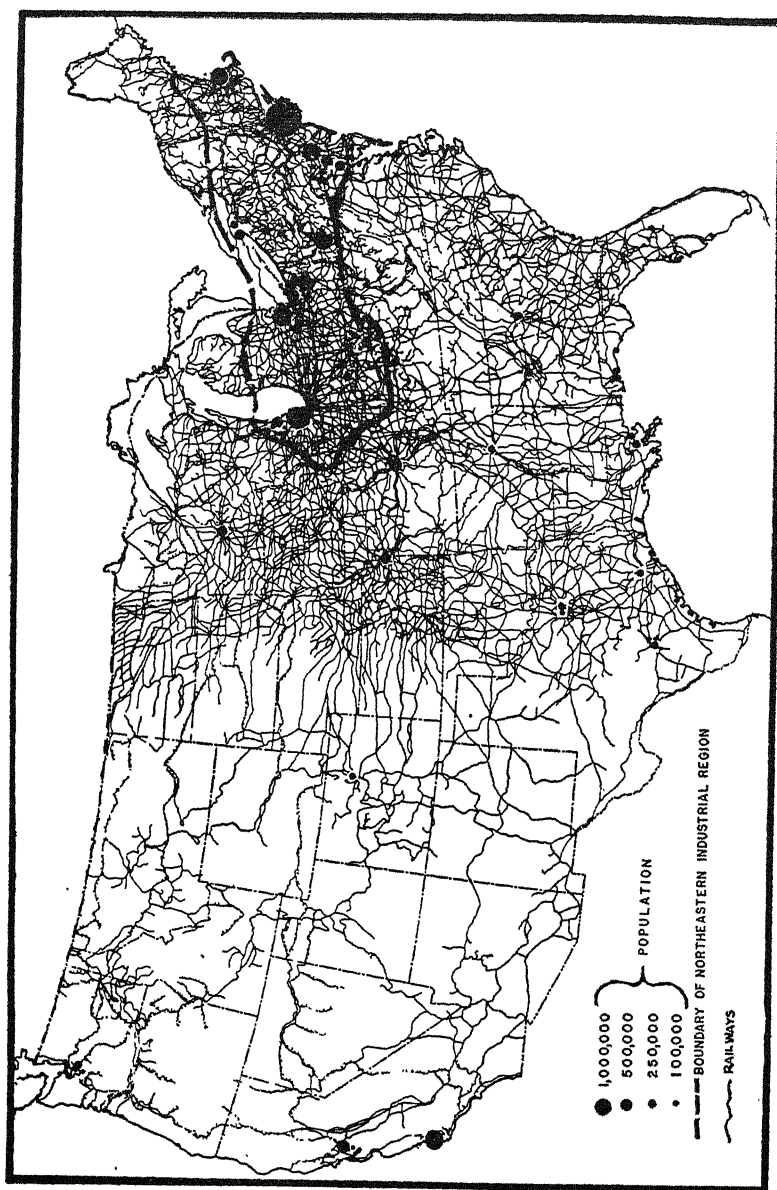 1,000,000
500,000
250,000
100,000
POPULATION
BOUNDARY OF NORTHEASTERN INDUSTRIAL REGION
RAILWAYS